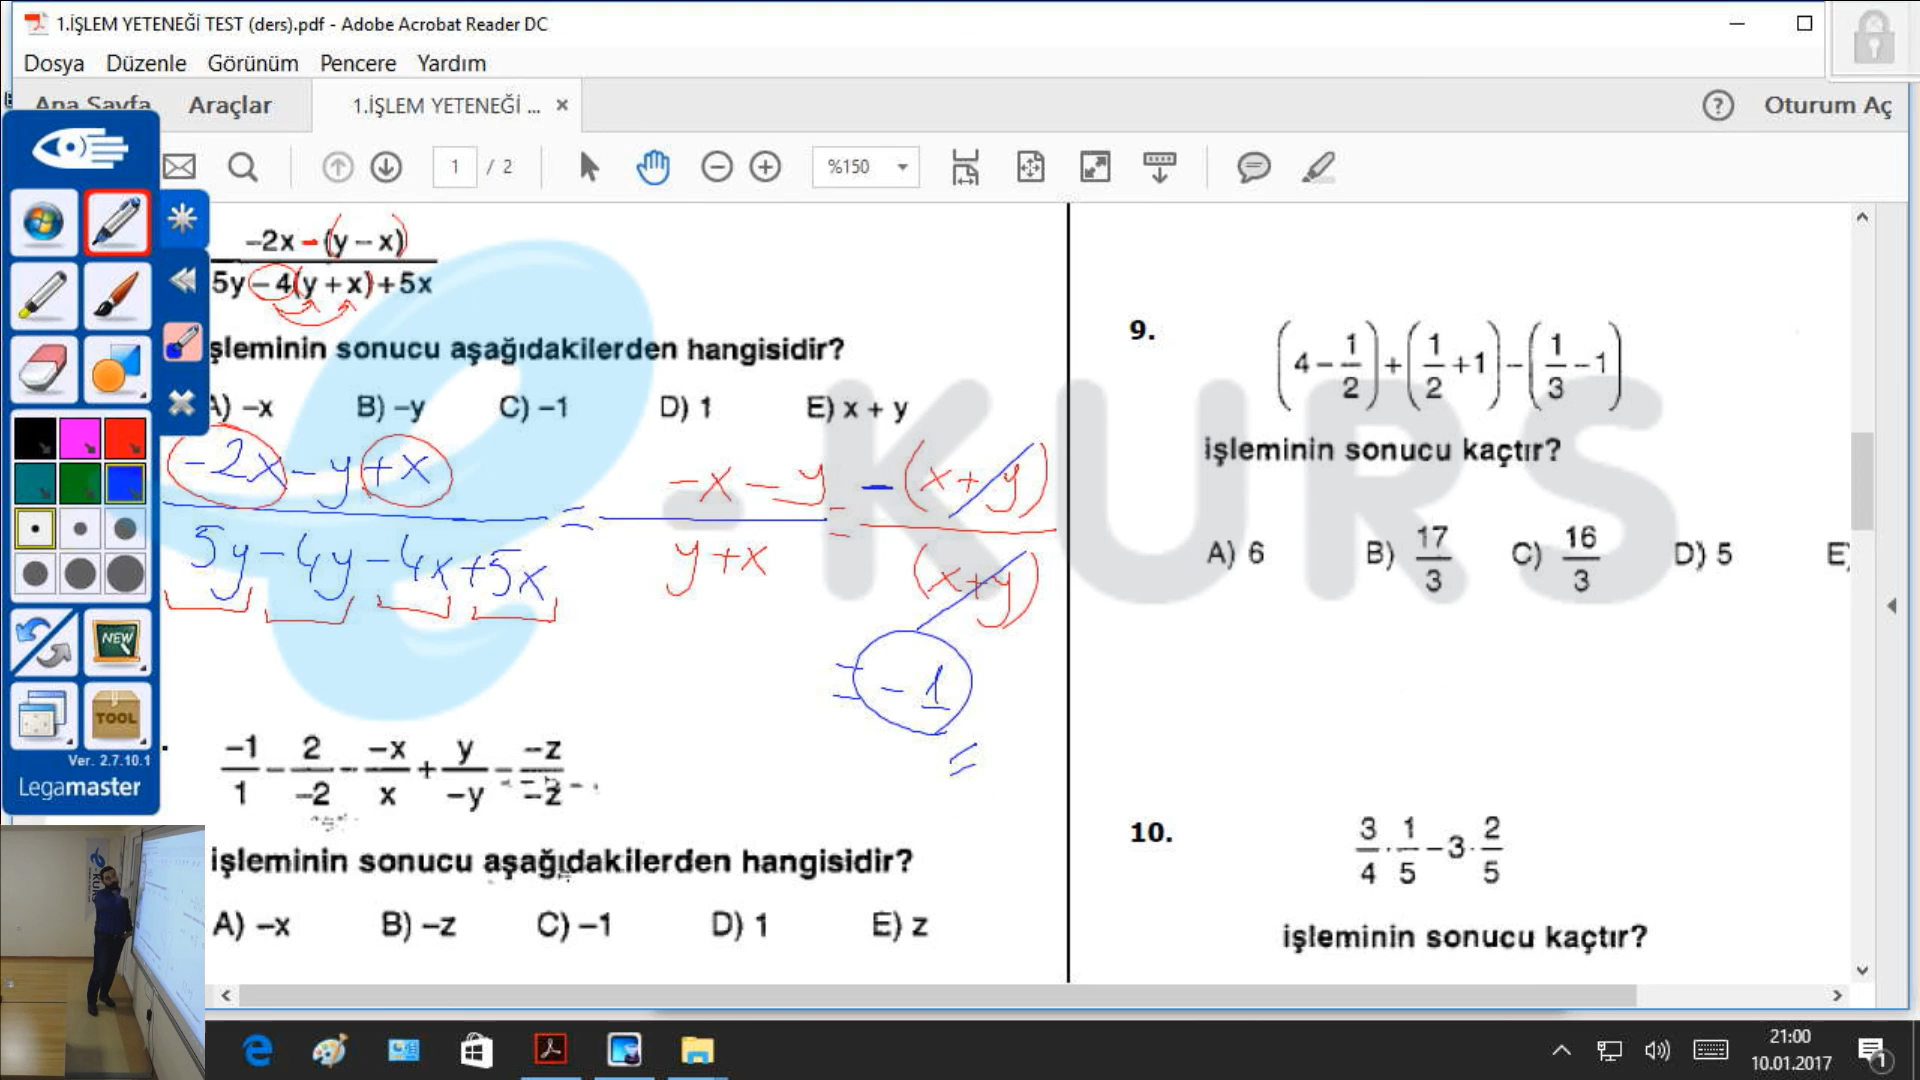 1.İŞLEM YETENEĞİ TEST (ders).pdf - Adobe Acrobat Reader DC
Dosya Düzenle Görünüm Pencere Yardım
Ana Sayfa Araçlar 1.İŞLEM YETENEĞİ ... × ? Oturum Aç
1 / 2 %150
-2x - (y - x)
5y - 4(y + x) + 5x
şleminin sonucu aşağıdakilerden hangisidir?
A) -x B) -y C) -1 D) 1 E) x + y
-2x - y + x = -x - y = - (x + y)
5y - 4y - 4x + 5x y + x (x + y)
= -1
=
-1/1 - 2/-2 - -x/x + y/-y - -z/-z
işleminin sonucu aşağıdakilerden hangisidir?
A) -x B) -z C) -1 D) 1 E) z
9. (4 - 1/2) + (1/2 + 1) - (1/3 - 1)
işleminin sonucu kaçtır?
A) 6 B) 17/3 C) 16/3 D) 5 E)
10. 3/4 · 1/5 - 3 · 2/5
işleminin sonucu kaçtır?
e-KURS
NEW
TOOL
Ver. 2.7.10.1
Legamaster
21:00
10.01.2017
1